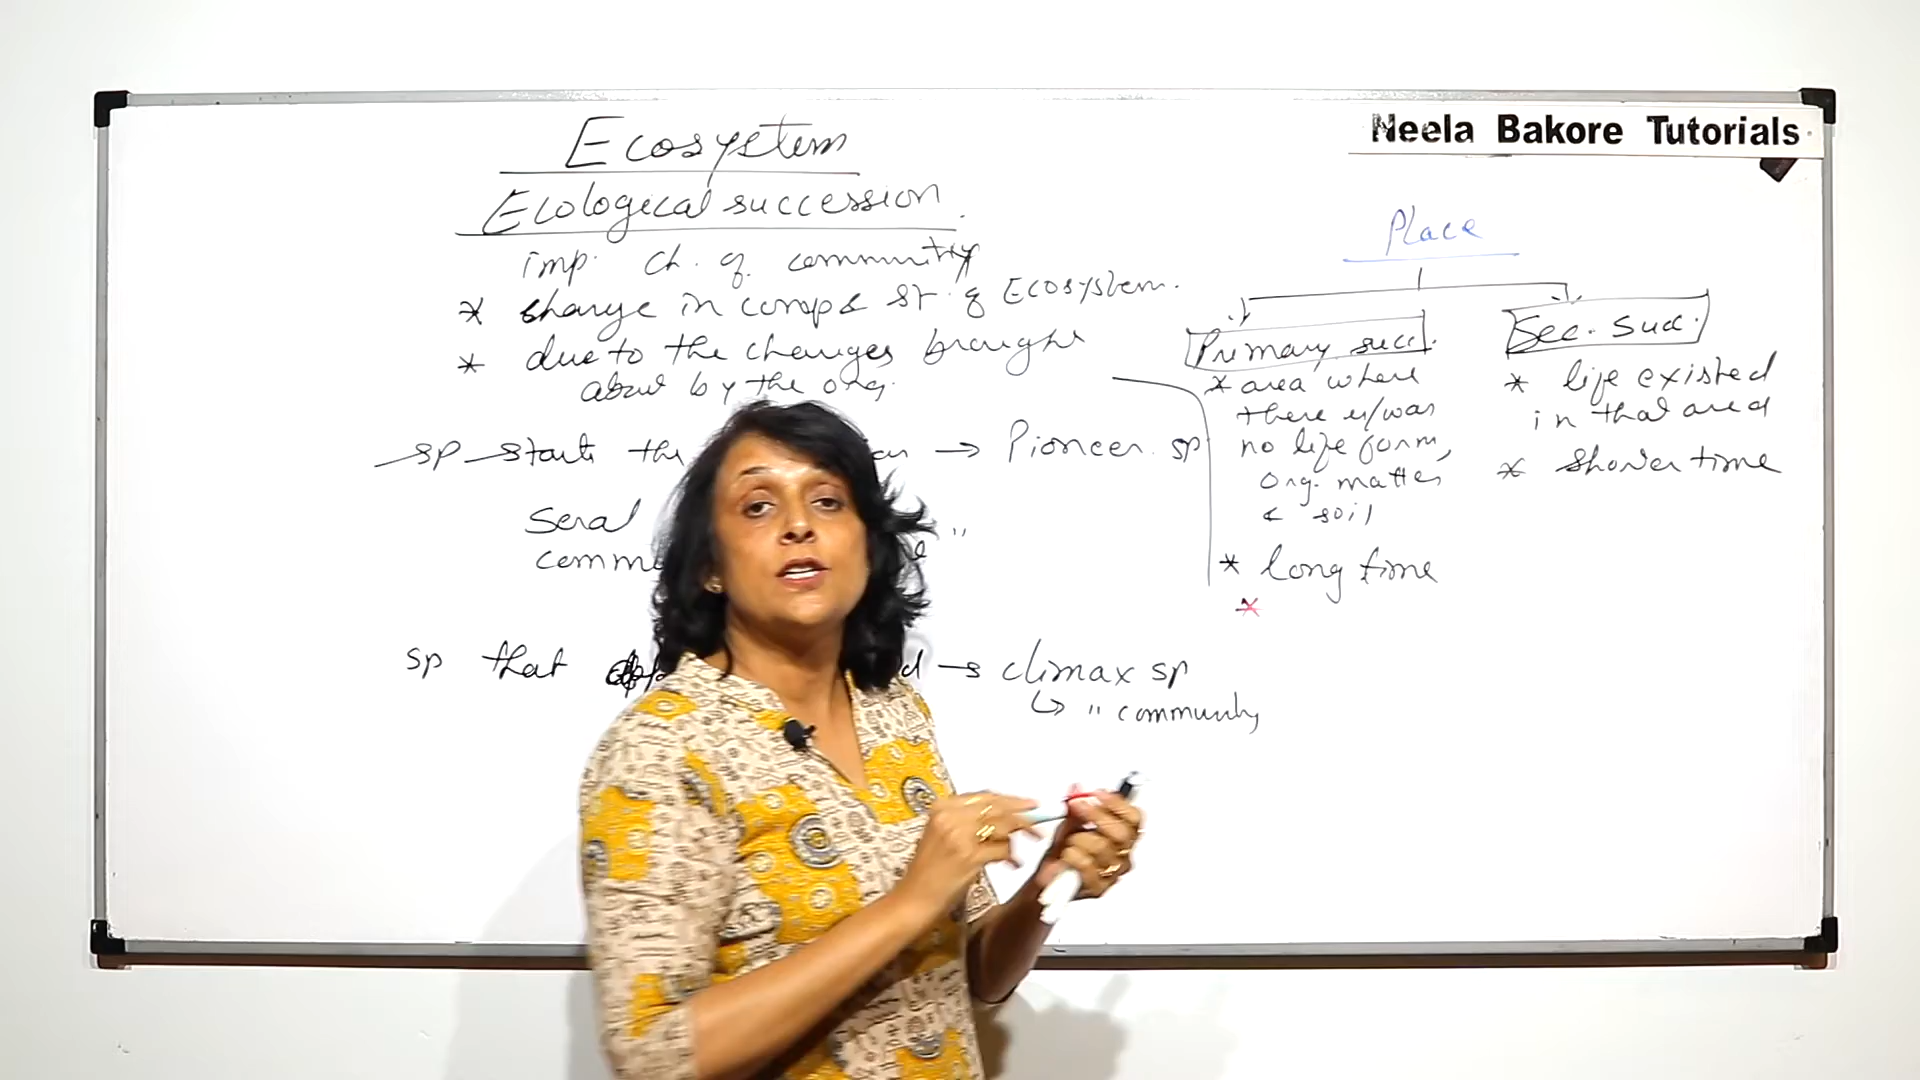 Neela Bakore Tutorials
Ecosystem
Ecological succession
imp. ch. of community
* change in comp & st. of Ecosystem.
* due to the changes brought
about by the org.
sp starts the → Pioneer sp
Seral "
comm
sp that → climax sp
↳ " community
Place
Primary succ.
* area where
there is/was
no life form,
org. matter
& soil
* long time
*
Sec. Succ.
* life existed
in that area
* shorter time